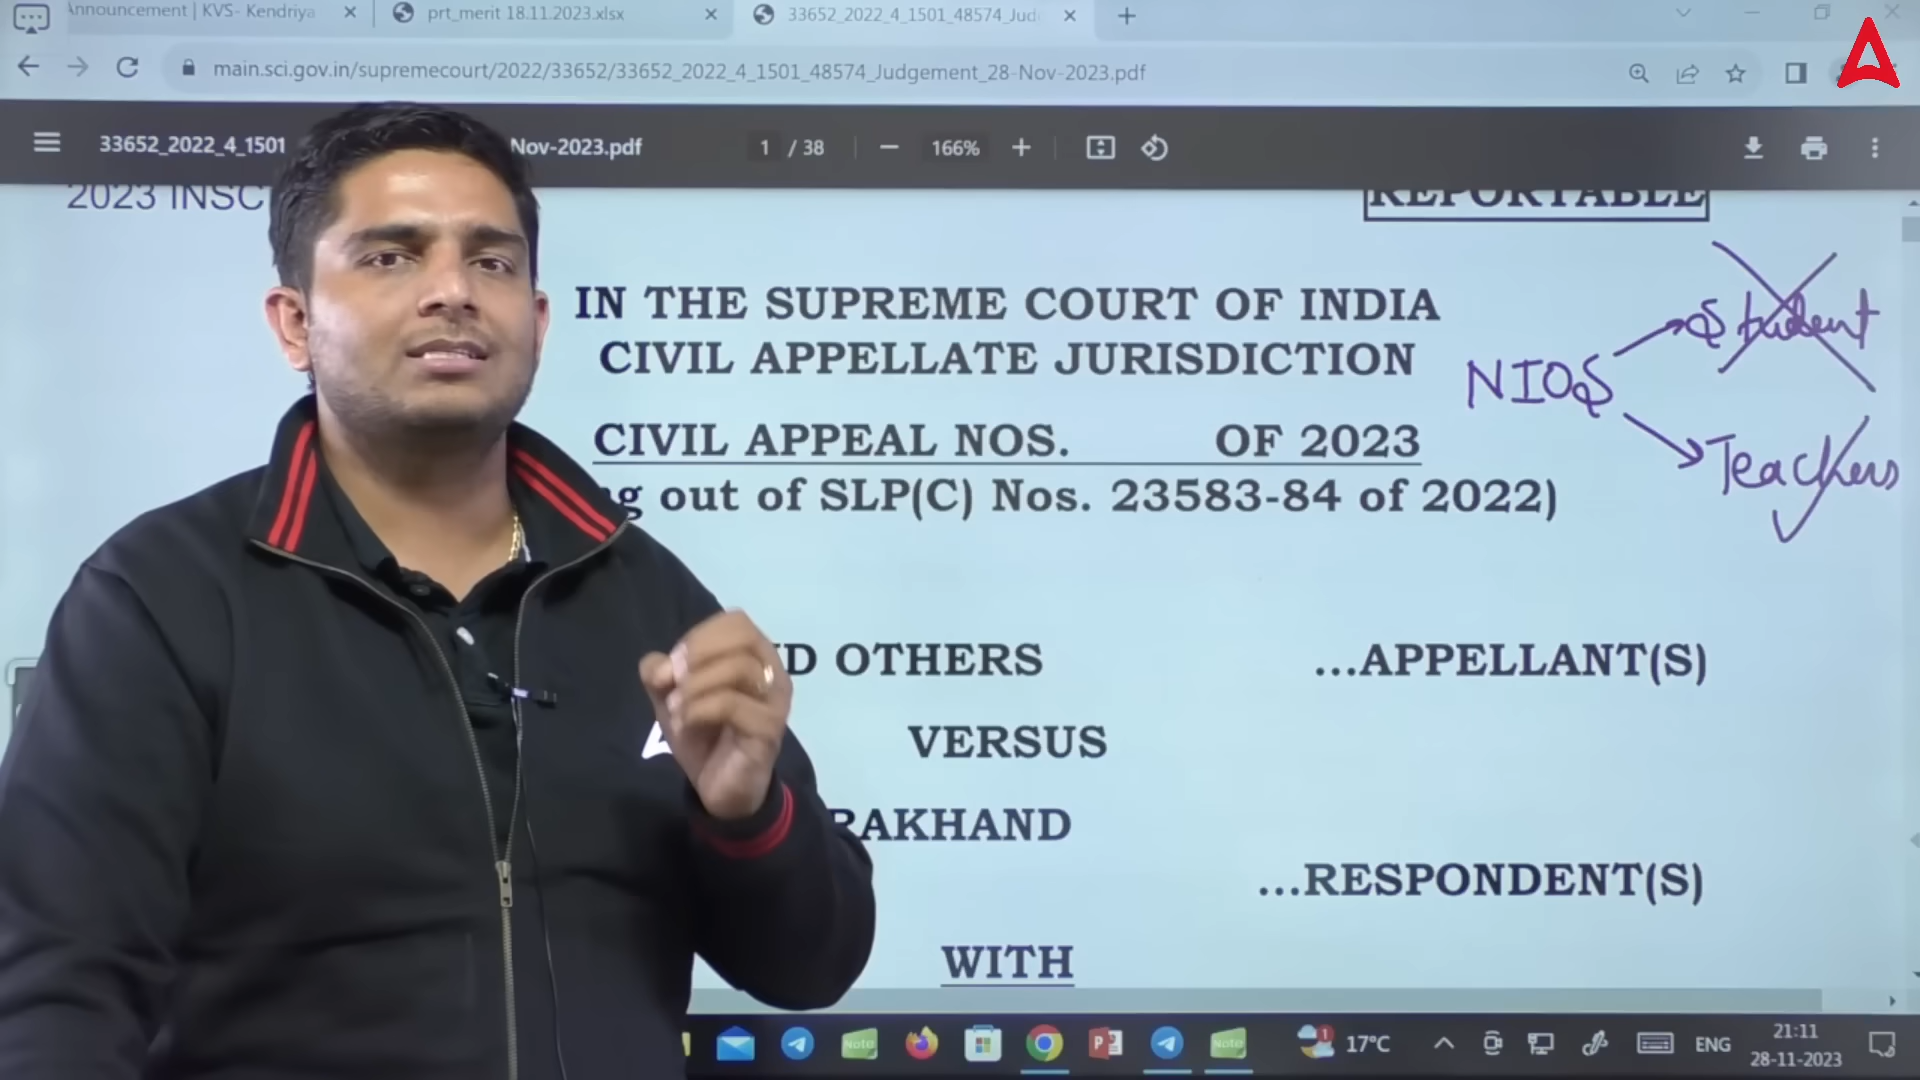 Announcement | KVS- Kendriya
prt_merit 18.11.2023.xlsx
33652_2022_4_1501_48574_Jud
main.sci.gov.in/supremecourt/2022/33652/33652_2022_4_1501_48574_Judgement_28-Nov-2023.pdf
33652_2022_4_1501
Nov-2023.pdf
1 / 38
166%
2023 INSC
REPORTABLE
IN THE SUPREME COURT OF INDIA
CIVIL APPELLATE JURISDICTION
CIVIL APPEAL NOS. OF 2023
g out of SLP(C) Nos. 23583-84 of 2022)
NIOS
Student
Teachers
D OTHERS
...APPELLANT(S)
VERSUS
RAKHAND
...RESPONDENT(S)
WITH
Note
Note
1
17°C
ENG
21:11
28-11-2023